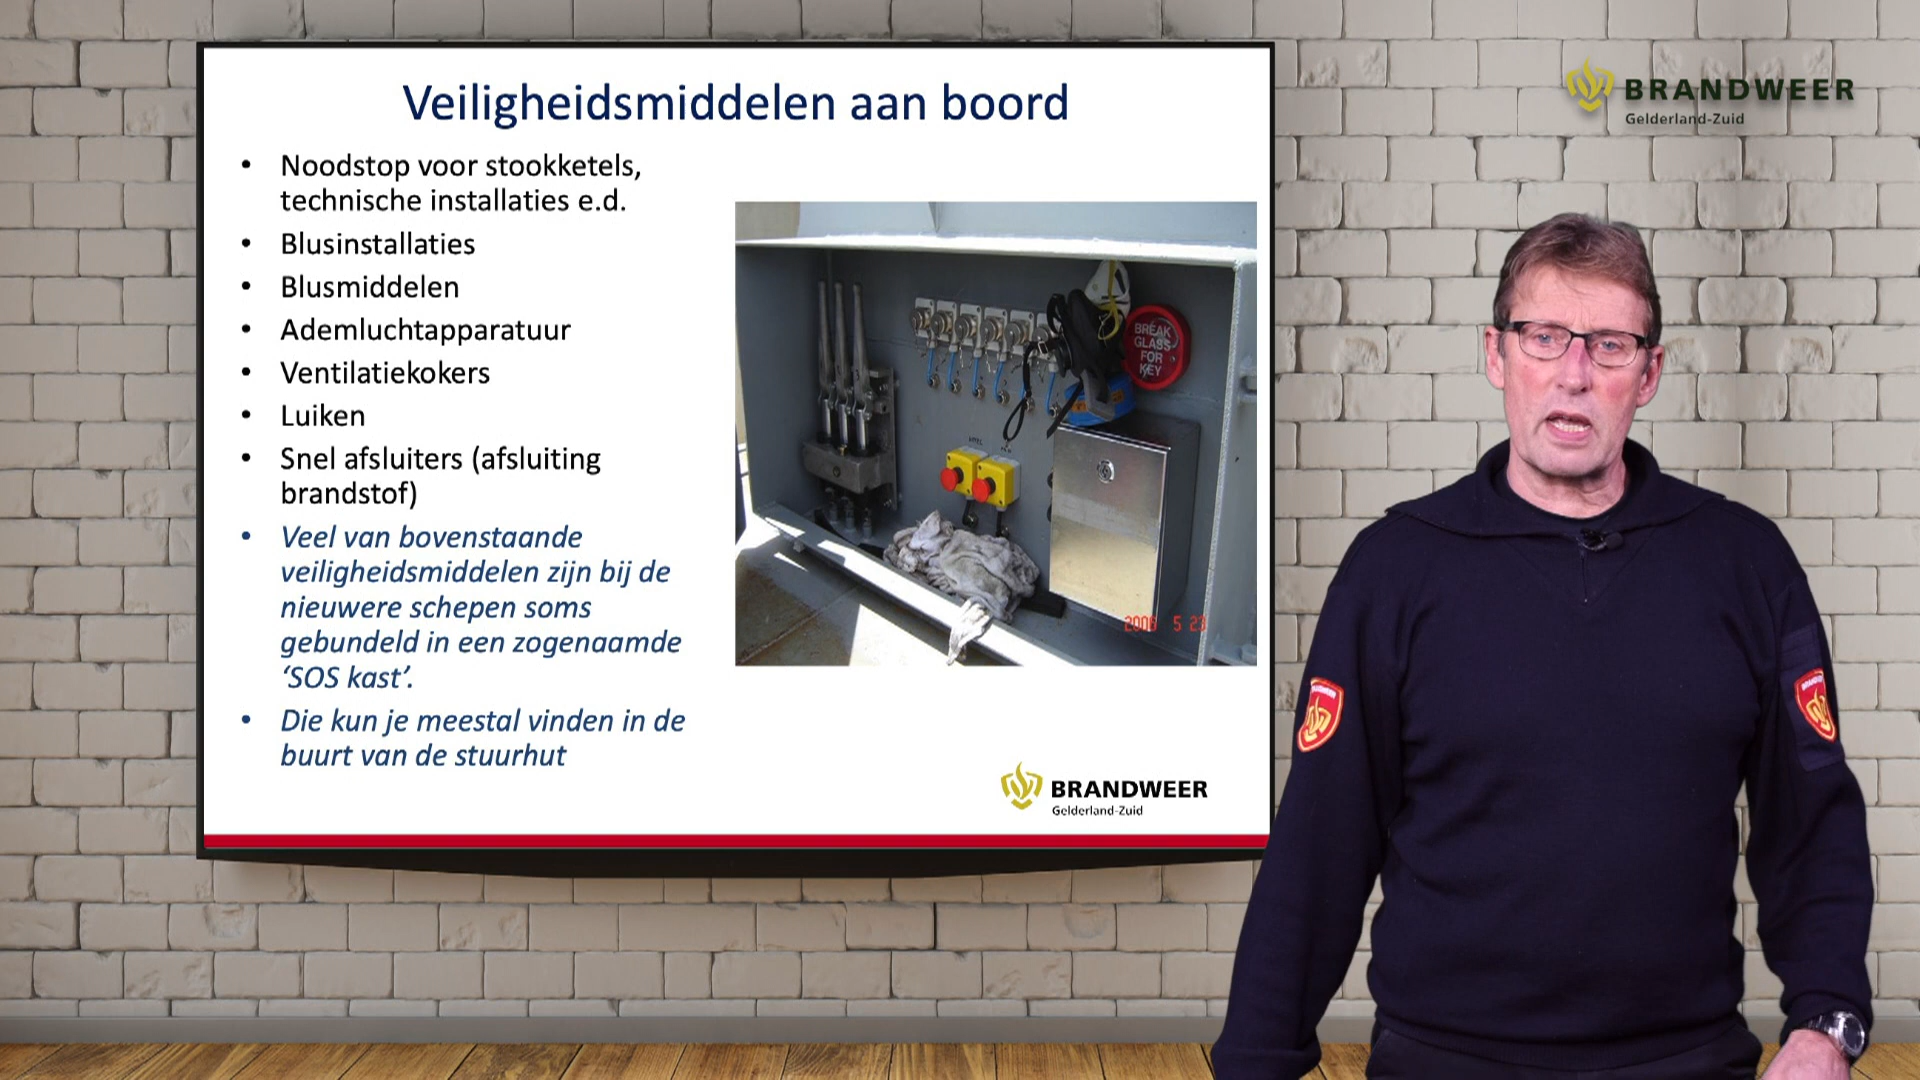 Veiligheidsmiddelen aan boord
• Noodstop voor stookketels,
technische installaties e.d.
• Blusinstallaties
• Blusmiddelen
• Ademluchtapparatuur
• Ventilatiekokers
• Luiken
• Snel afsluiters (afsluiting
brandstof)
• Veel van bovenstaande
veiligheidsmiddelen zijn bij de
nieuwere schepen soms
gebundeld in een zogenaamde
‘SOS kast’.
• Die kun je meestal vinden in de
buurt van de stuurhut
BREAK
GLASS
FOR
KEY
BRANDWEER
Gelderland-Zuid
BRANDWEER
Gelderland-Zuid